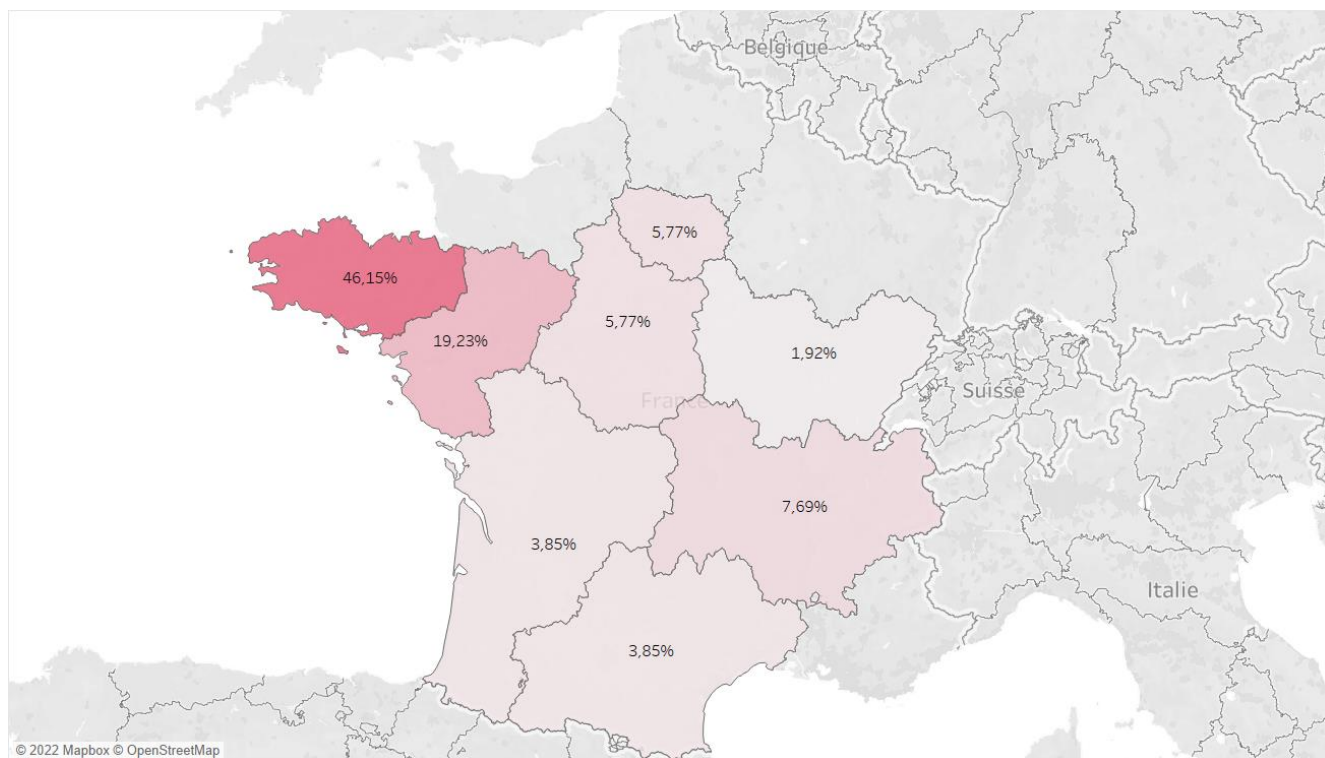 Belgique
5,77%
46,15%
5,77%
19,23%
1,92%
Suisse
France
7,69%
3,85%
Italie
3,85%
© 2022 Mapbox © OpenStreetMap